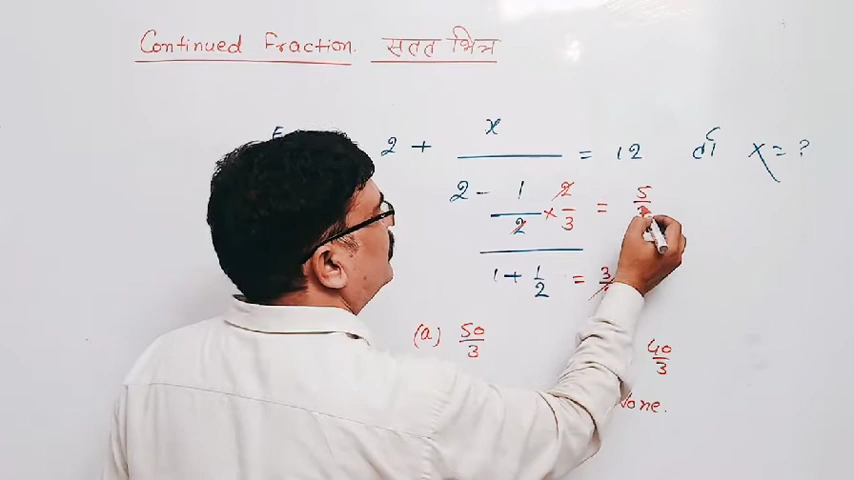 Continued Fraction. सतत भिन्न
E
2 + x = 12 तो x = ?
2 - 1 × 2/3 = 5
2
1 + 1/2 = 3
(a) 50/3 40/3
None.